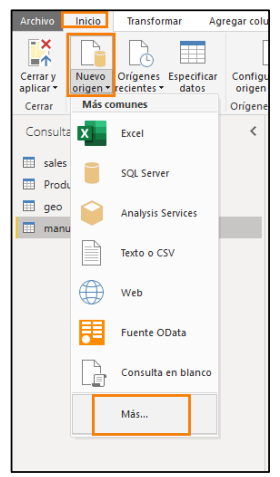 Archivo Inicio Transformar Agregar colu
Cerrar y Nuevo Orígenes Especificar Configu
aplicar origen recientes datos origen
Cerrar Más comunes Orígene
Consulta
Excel
sales
SQL Server
Produ
geo
Analysis Services
manu
Texto o CSV
Web
Fuente OData
Consulta en blanco
Más...